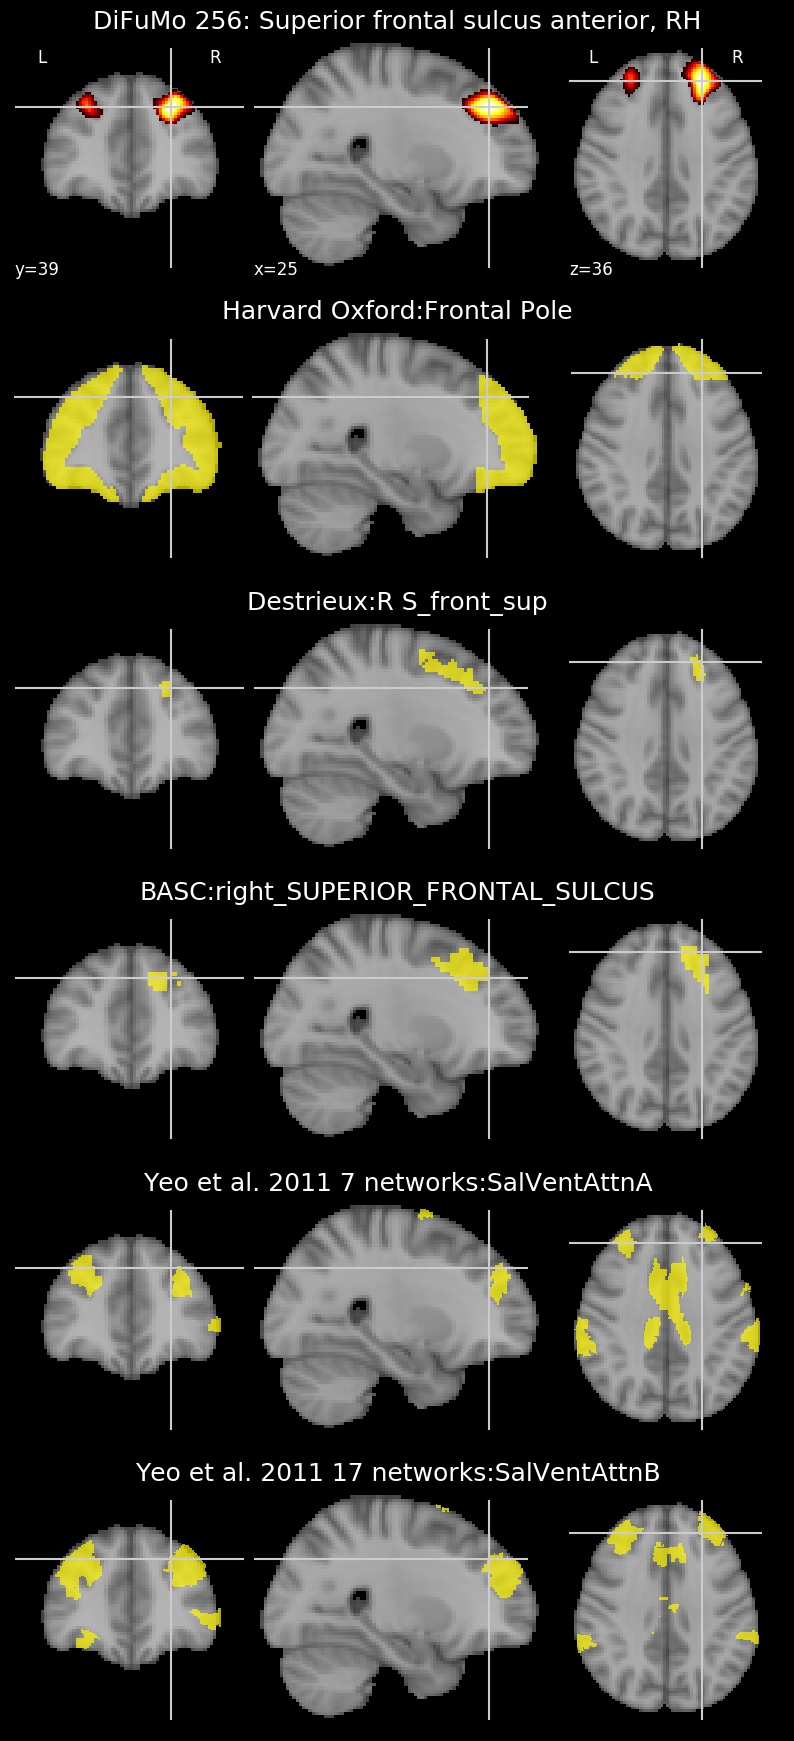 DiFuMo 256: Superior frontal sulcus anterior, RH
L R L R
y=39 x=25 z=36
Harvard Oxford:Frontal Pole
Destrieux:R S_front_sup
BASC:right_SUPERIOR_FRONTAL_SULCUS
Yeo et al. 2011 7 networks:SalVentAttnA
Yeo et al. 2011 17 networks:SalVentAttnB